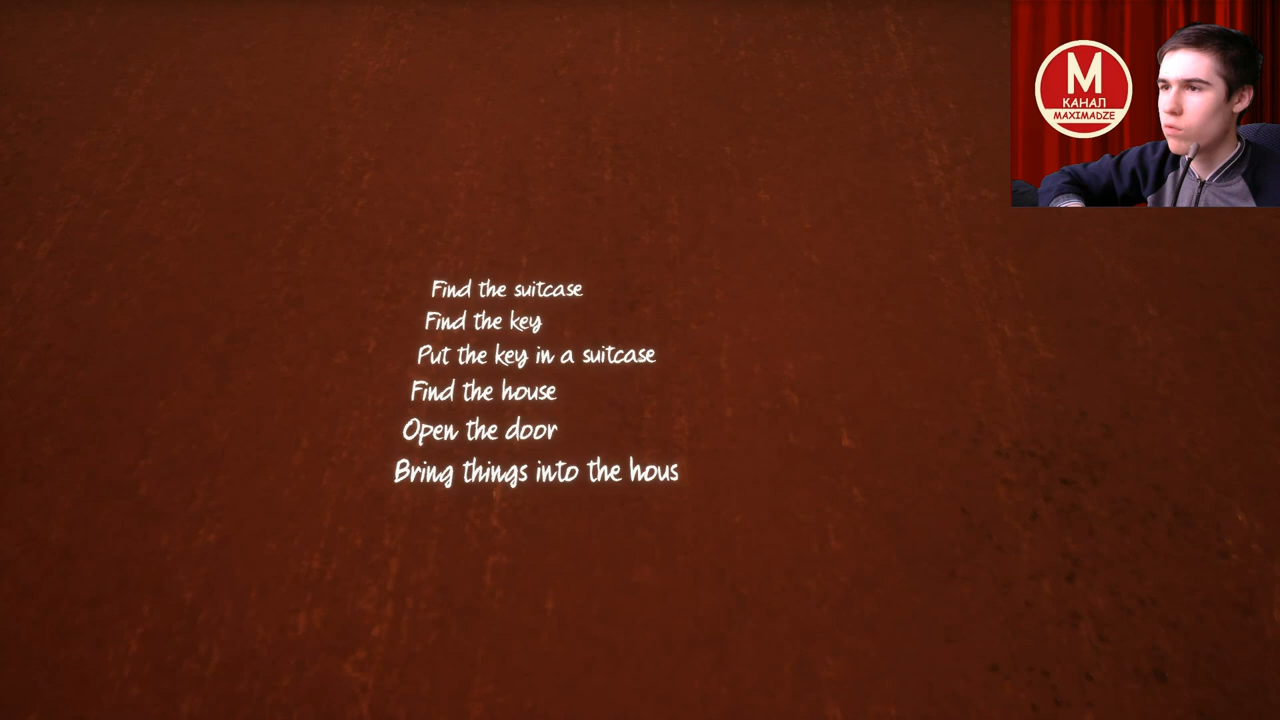 M
КАНАЛ
MAXIMADZE
Find the suitcase
Find the key
Put the key in a suitcase
Find the house
Open the door
Bring things into the hous